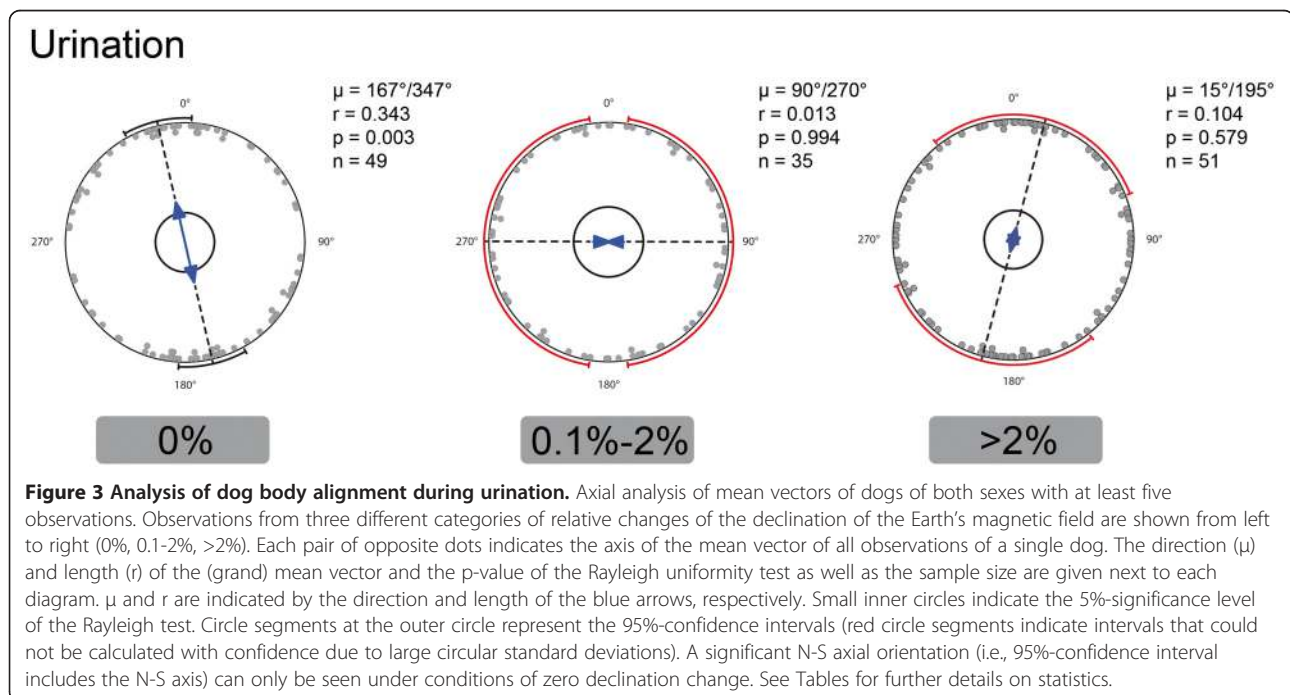 Urination
μ = 167°/347°
r = 0.343
p = 0.003
n = 49
0°
270°
90°
180°
0%
μ = 90°/270°
r = 0.013
p = 0.994
n = 35
0°
270°
90°
180°
0.1%-2%
μ = 15°/195°
r = 0.104
p = 0.579
n = 51
0°
270°
90°
180°
>2%
Figure 3 Analysis of dog body alignment during urination. Axial analysis of mean vectors of dogs of both sexes with at least five
observations. Observations from three different categories of relative changes of the declination of the Earth's magnetic field are shown from left
to right (0%, 0.1-2%, >2%). Each pair of opposite dots indicates the axis of the mean vector of all observations of a single dog. The direction (μ)
and length (r) of the (grand) mean vector and the p-value of the Rayleigh uniformity test as well as the sample size are given next to each
diagram. μ and r are indicated by the direction and length of the blue arrows, respectively. Small inner circles indicate the 5%-significance level
of the Rayleigh test. Circle segments at the outer circle represent the 95%-confidence intervals (red circle segments indicate intervals that could
not be calculated with confidence due to large circular standard deviations). A significant N-S axial orientation (i.e., 95%-confidence interval
includes the N-S axis) can only be seen under conditions of zero declination change. See Tables for further details on statistics.